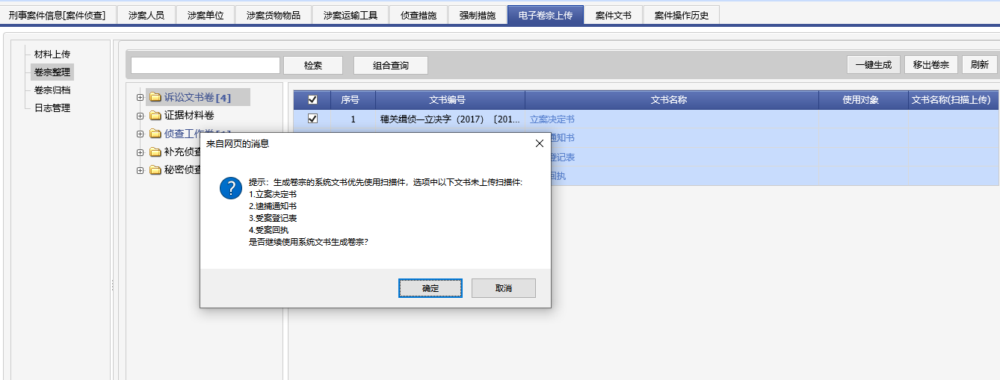 刑事案件信息[案件侦查]
涉案人员
涉案单位
涉案货物物品
涉案运输工具
侦查措施
强制措施
电子卷宗上传
案件文书
案件操作历史
材料上传
卷宗整理
卷宗归档
日志管理
检索
组合查询
一键生成
移出卷宗
刷新
诉讼文书卷[4]
证据材料卷
侦查工作卷
补充侦查
秘密侦查
序号
文书编号
文书名称
使用对象
文书名称(扫描上传)
1
穗关缉侦—立决字（2017）〔201...
立案决定书
通知书
登记表
回执
来自网页的消息
提示：生成卷宗的系统文书优先使用扫描件，选项中以下文书未上传扫描件:
1.立案决定书
2.逮捕通知书
3.受案登记表
4.受案回执
是否继续使用系统文书生成卷宗?
确定
取消